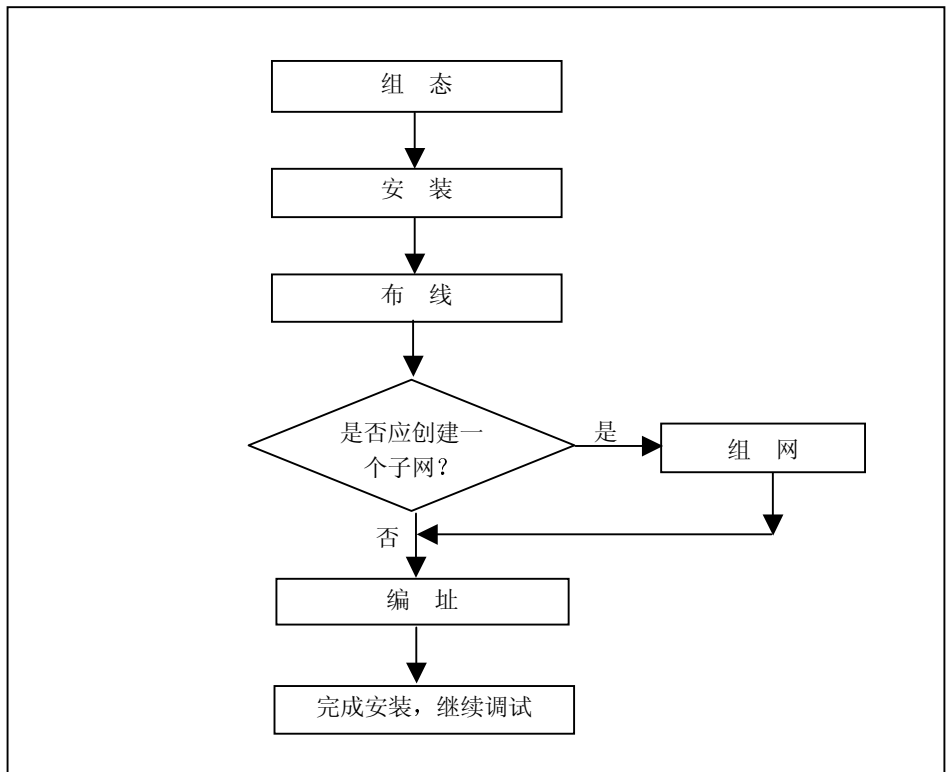 组 态
安 装
布 线
是否应创建一
个子网？
是
组 网
否
编 址
完成安装，继续调试